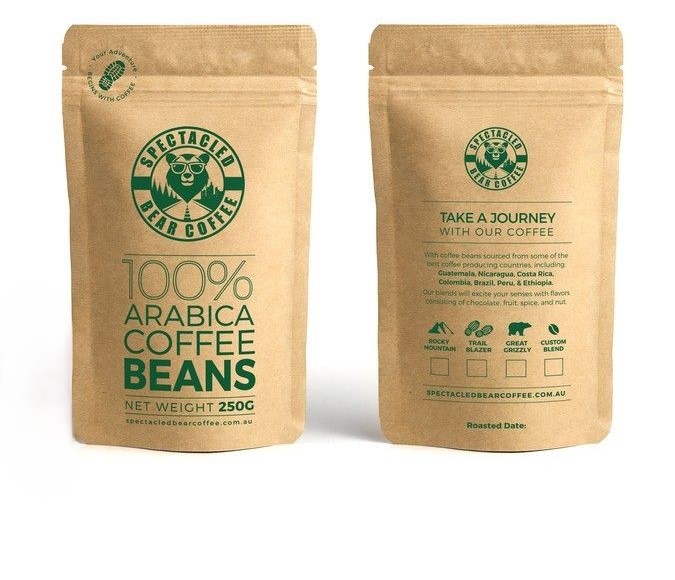 Your Adventure
BEGINS WITH COFFEE
SPECTACLED
BEAR COFFEE
100%
ARABICA
COFFEE
BEANS
NET WEIGHT 250G
spectacledbearcoffee.com.au
SPECTACLED
BEAR COFFEE
TAKE A JOURNEY
WITH OUR COFFEE
With coffee beans sourced from some of the
best coffee producing countries, including:
Guatemala, Nicaragua, Costa Rica,
Colombia, Brazil, Peru, & Ethiopia.
Our blends will excite your senses with flavors
consisting of chocolate, fruit, spice, and nut.
ROCKY TRAIL GREAT CUSTOM
MOUNTAIN BLAZER GRIZZLY BLEND
SPECTACLEDBEARCOFFEE.COM.AU
Roasted Date: